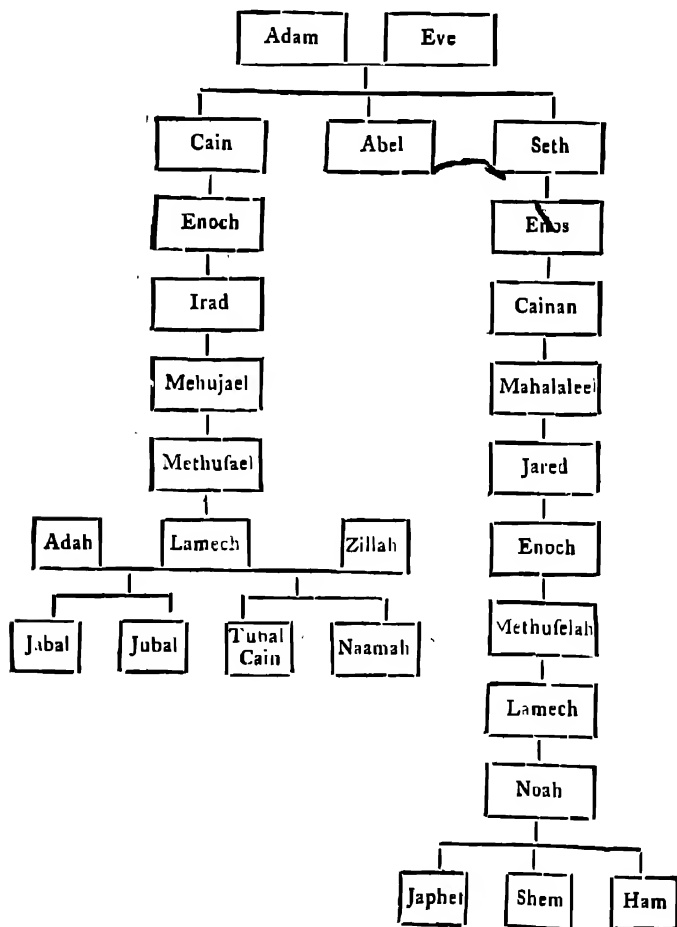 Adam Eve
Cain Abel Seth
Enoch Enos
Irad Cainan
Mehujael Mahalaleel
Methuſael Jared
Adah Lamech Zillah Enoch
Jabal Jubal Tubal Cain Naamah Methuſelah
Lamech
Noah
Japhet Shem Ham